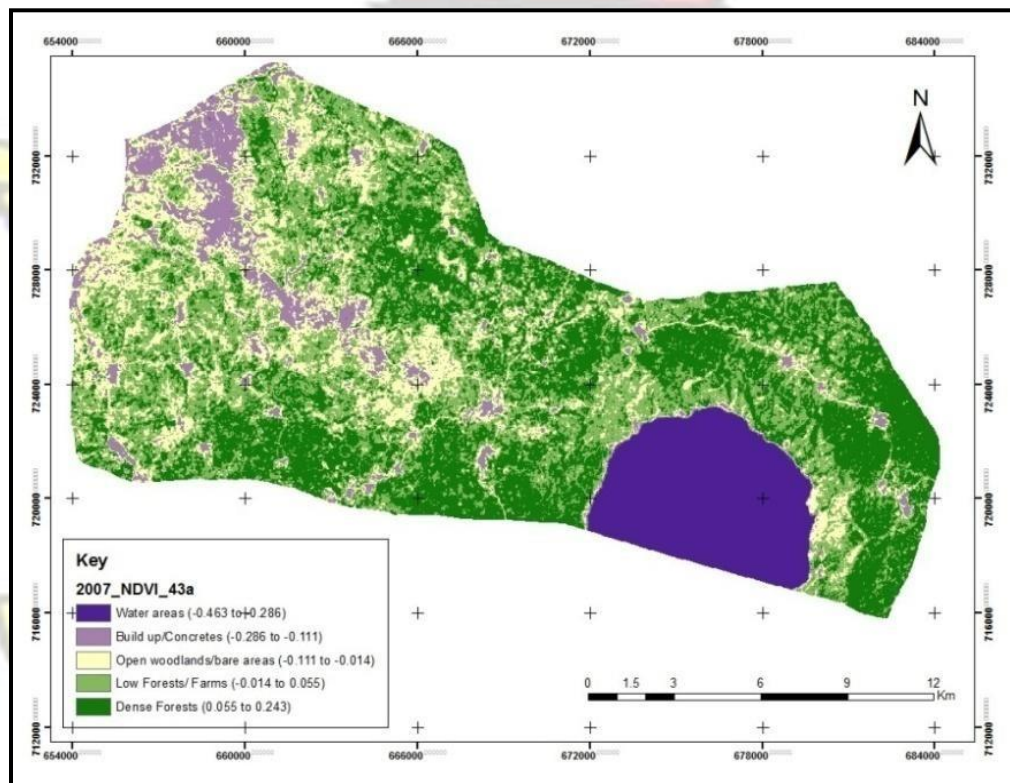 654000 660000 666000 672000 678000 684000
N
732000 732000
728000 728000
724000 724000
720000 720000
716000 716000
712000 712000
Key
2007_NDVI_43a
Water areas (-0.463 to -0.286)
Build up/Concretes (-0.286 to -0.111)
Open woodlands/bare areas (-0.111 to -0.014)
Low Forests/ Farms (-0.014 to 0.055)
Dense Forests (0.055 to 0.243)
0 1.5 3 6 9 12
Km
654000 660000 666000 672000 678000 684000